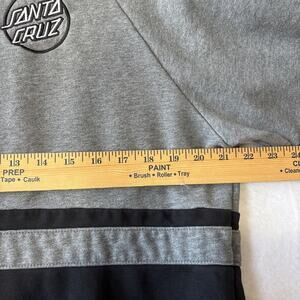 SANTA
CRUZ
13 14 15 16 17 18 19 20 21 22 23 24
PREP PAINT
Tape • Caulk • Brush • Roller • Tray • Clean